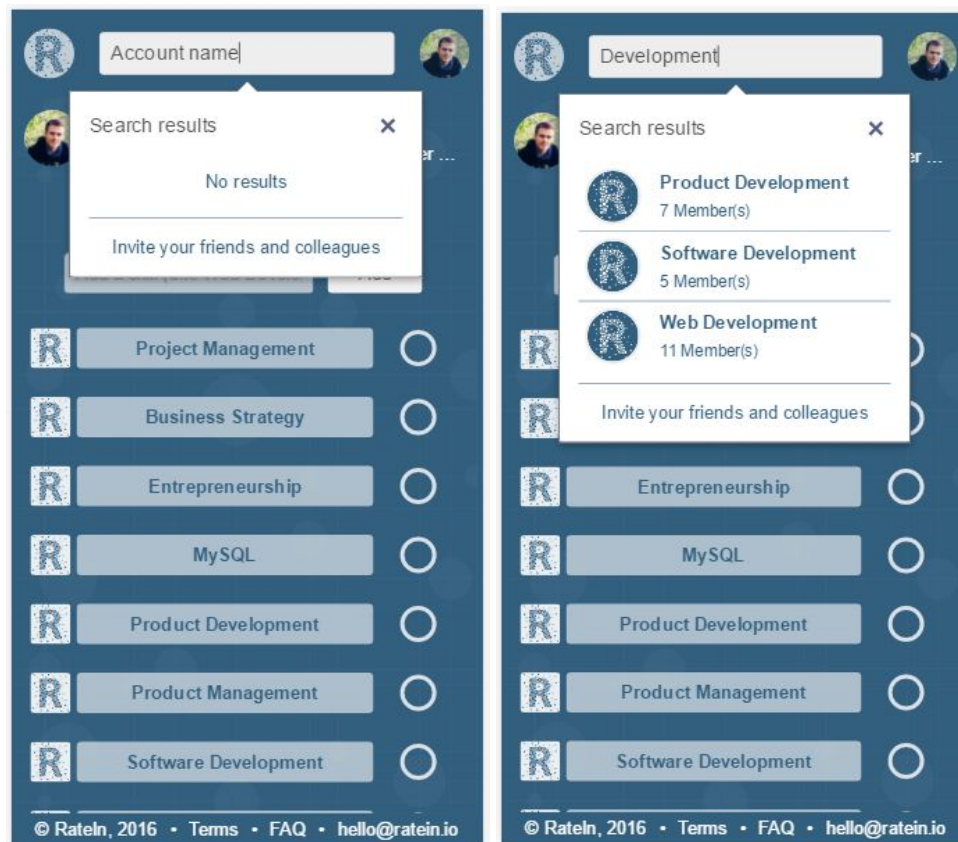 R
Account name
Search results ×
er ...
No results
Invite your friends and colleagues
R Project Management
R Business Strategy
R Entrepreneurship
R MySQL
R Product Development
R Product Management
R Software Development
© RateIn, 2016 • Terms • FAQ • hello@ratein.io
R
Development
Search results ×
er ...
R Product Development
7 Member(s)
R Software Development
5 Member(s)
R Web Development
11 Member(s)
Invite your friends and colleagues
R
R
R Entrepreneurship
R MySQL
R Product Development
R Product Management
R Software Development
© RateIn, 2016 • Terms • FAQ • hello@ratein.io